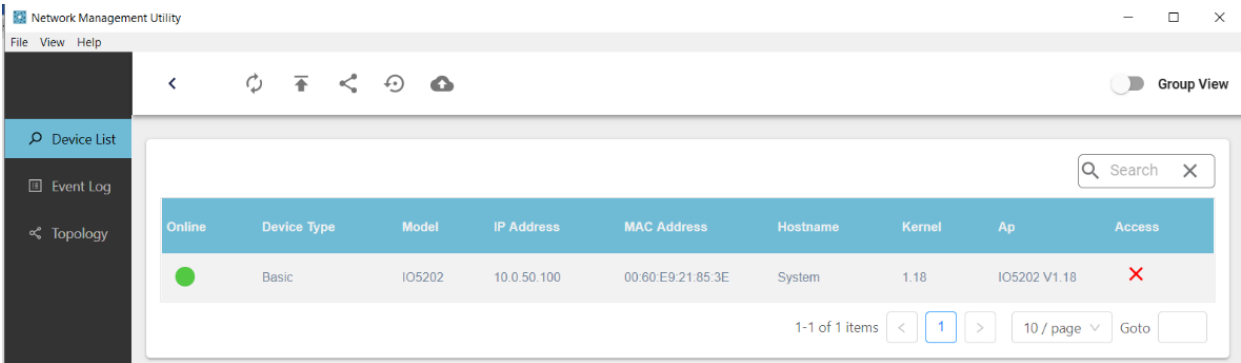 Network Management Utility
File View Help
Group View
Device List
Event Log
Topology
Search
Online Device Type Model IP Address MAC Address Hostname Kernel Ap Access
Basic IO5202 10.0.50.100 00:60:E9:21:85:3E System 1.18 IO5202 V1.18
1-1 of 1 items < 1 > 10 / page Goto